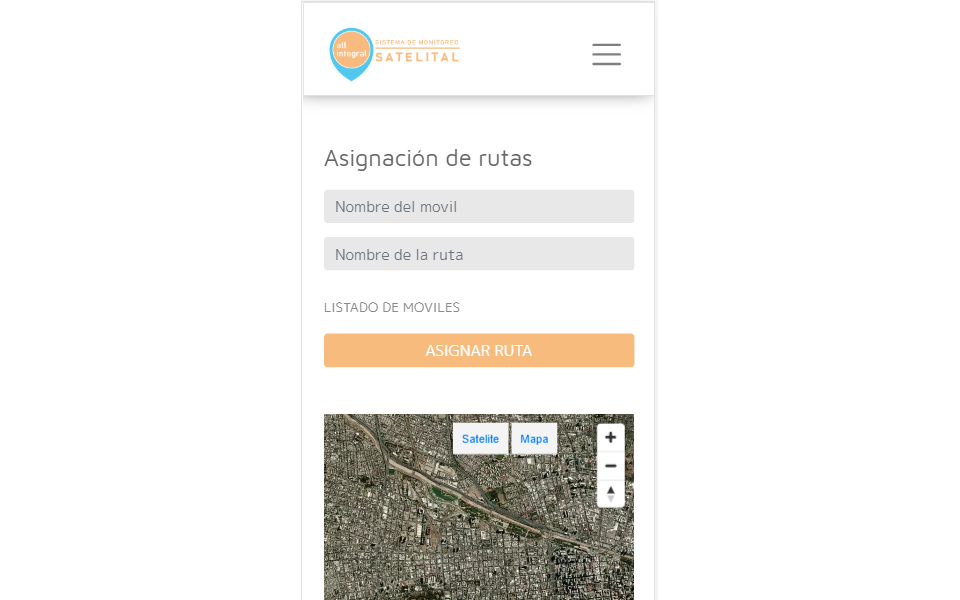 all
integral
SISTEMA DE MONITOREO
SATELITAL
Asignación de rutas
Nombre del movil
Nombre de la ruta
LISTADO DE MOVILES
ASIGNAR RUTA
Satelite
Mapa